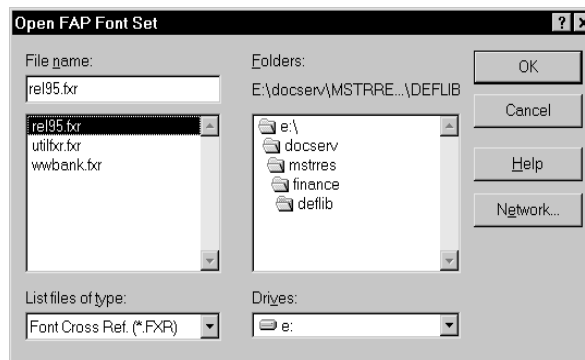 Open FAP Font Set
File name:
rel95.fxr
rel95.fxr
utilfxr.fxr
wwbank.fxr
List files of type:
Font Cross Ref. (*.FXR)
Folders:
E:\docserv\MSTRRE...\DEFLIB
e:\
docserv
mstrres
finance
deflib
Drives:
e:
OK
Cancel
Help
Network...